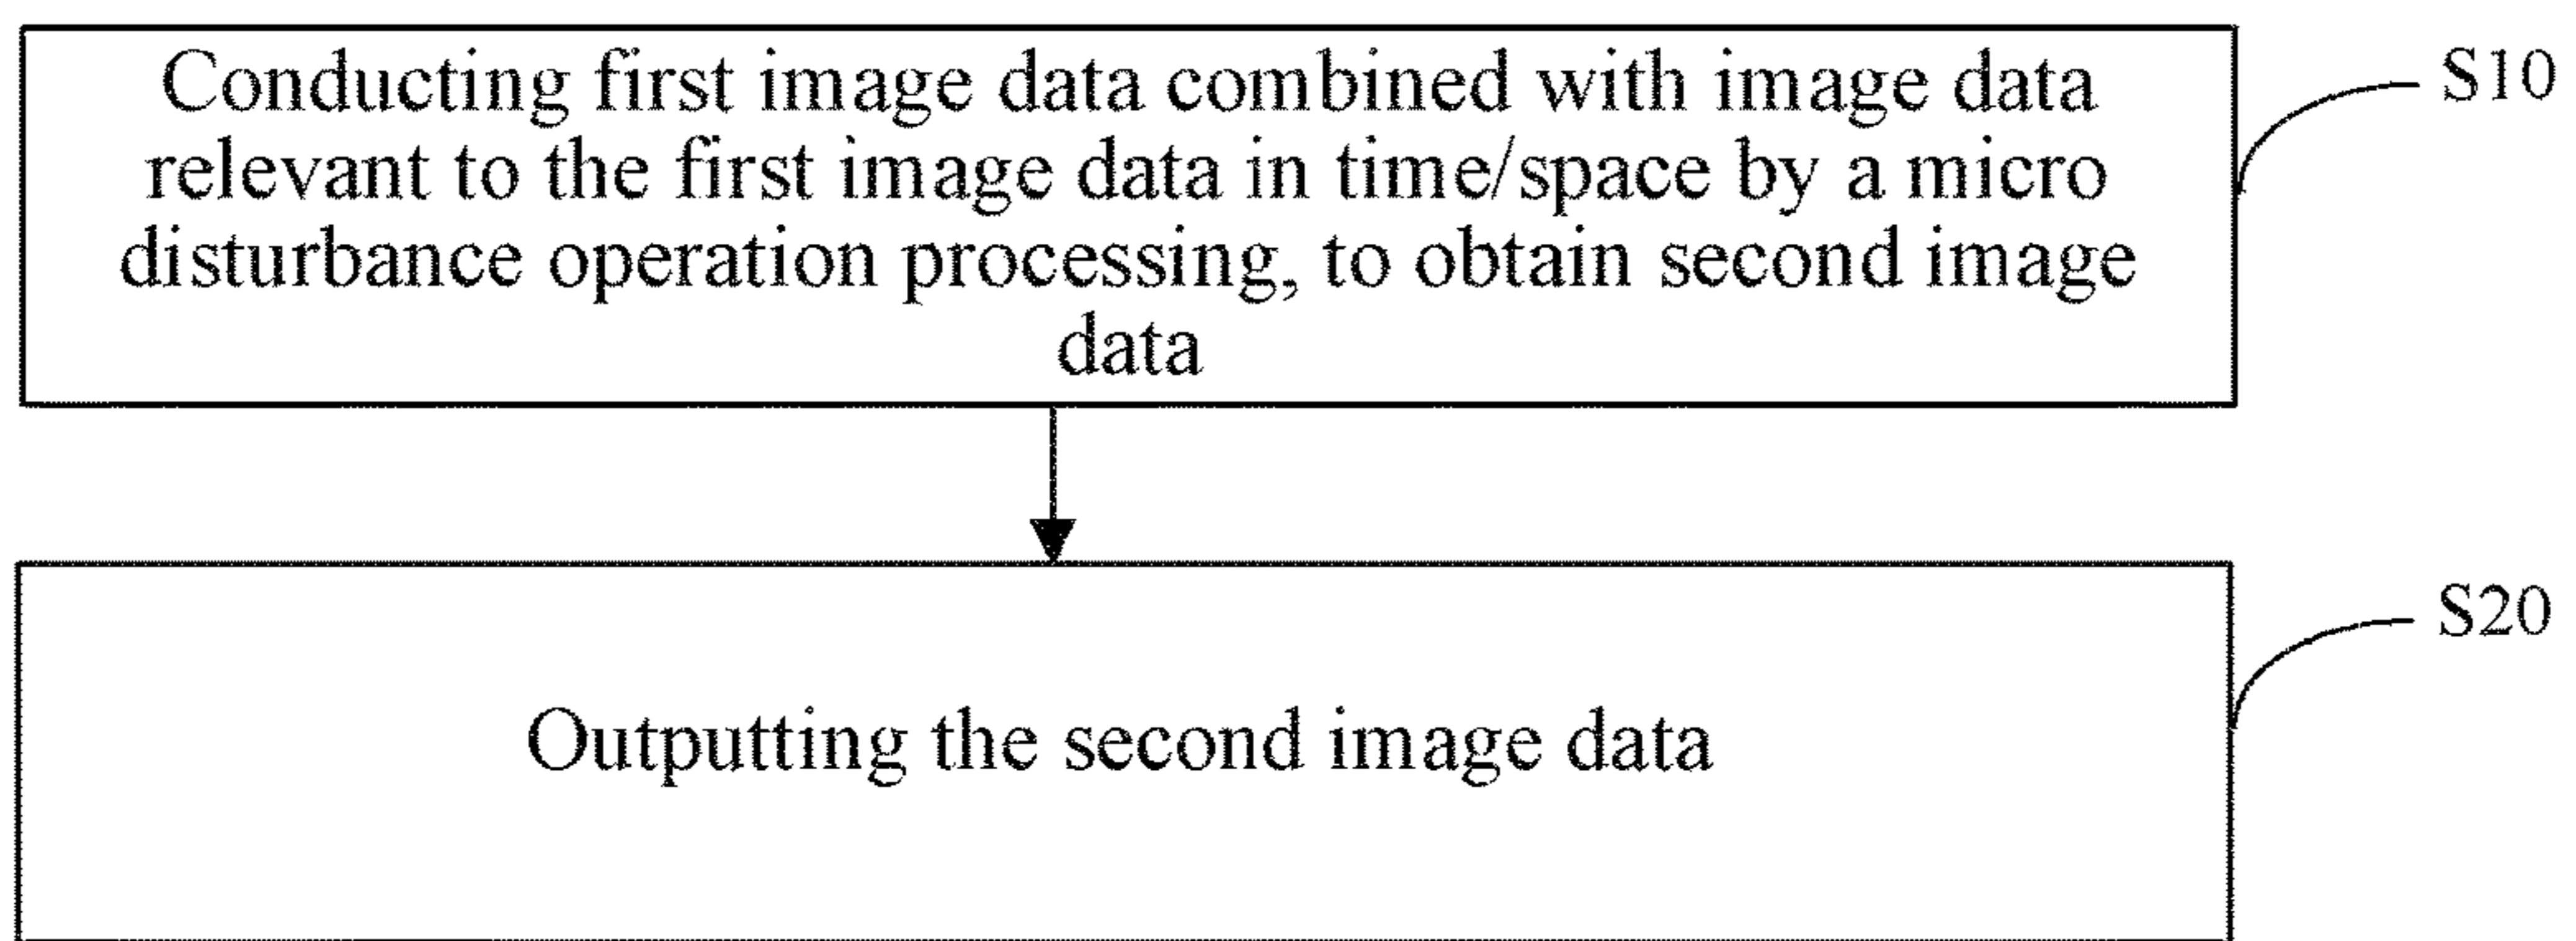 Conducting first image data combined with image data
relevant to the first image data in time/space by a micro
disturbance operation processing, to obtain second image
data
S10
Outputting the second image data
S20